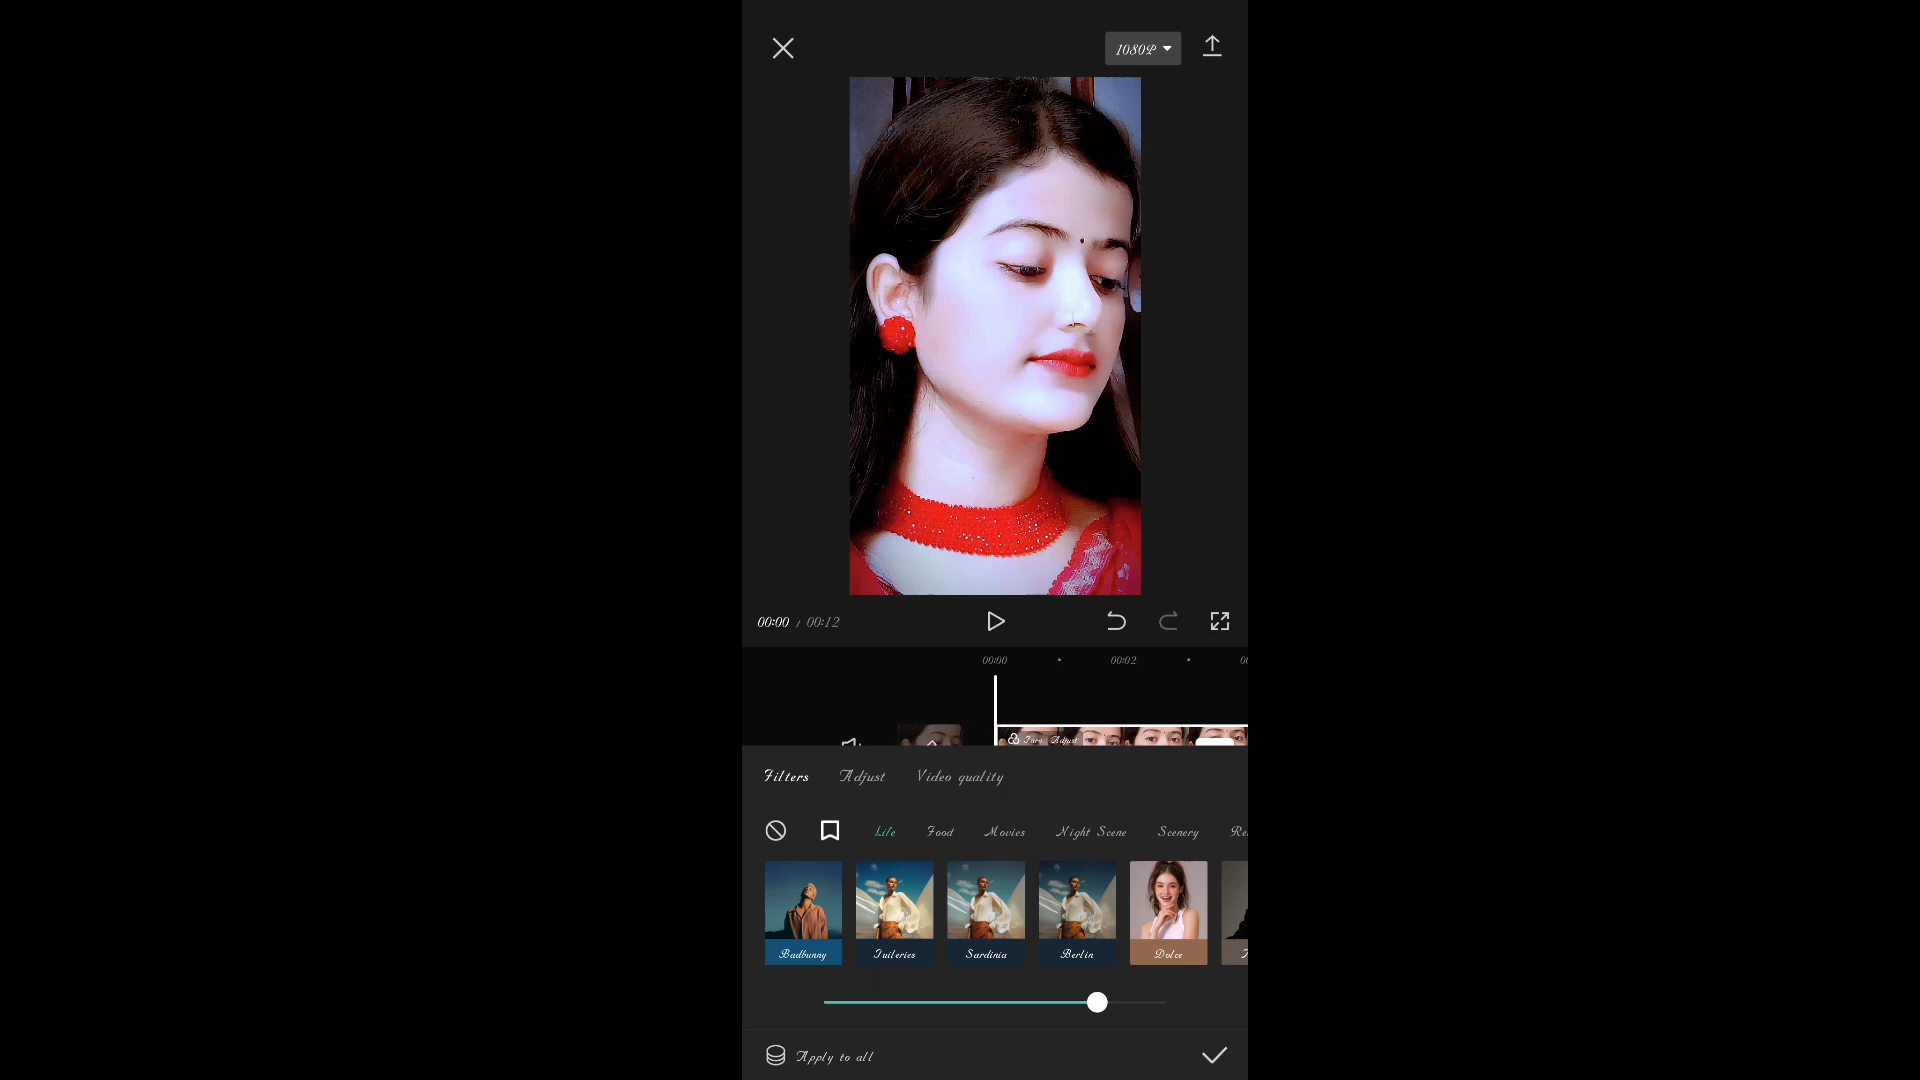 1080P
00:00 / 00:12
00:00 00:02
Adjust
Filters Adjust Video quality
Life Food Movies Night Scene Scenery
Badbunny Tuileries Sardinia Berlin Dolce
Apply to all